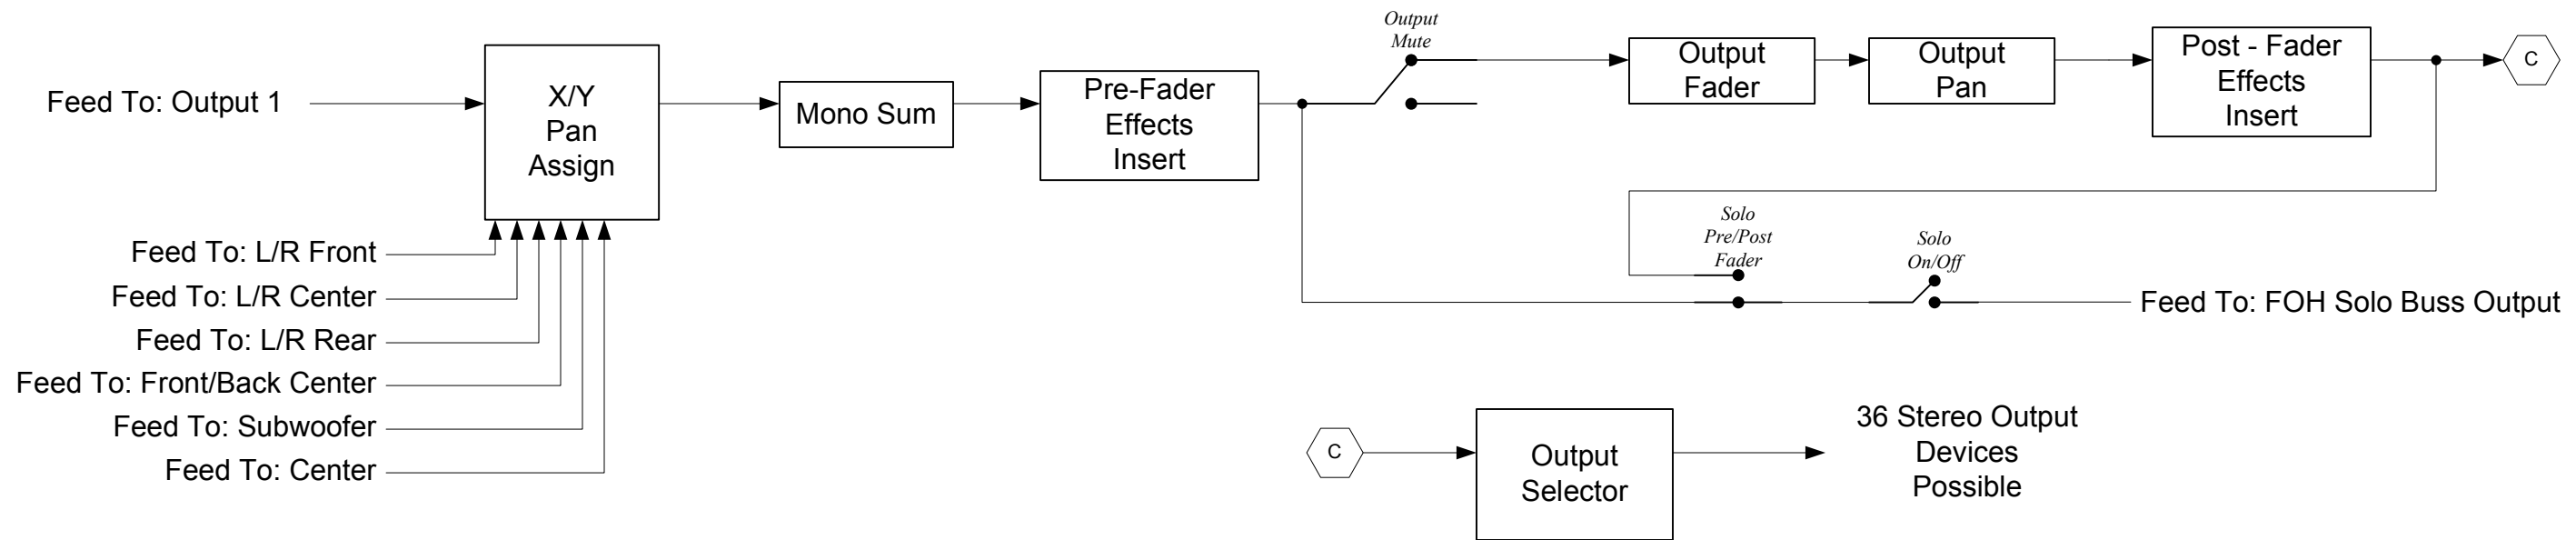 Feed To: Output 1
X/Y
Pan
Assign
Mono Sum
Pre-Fader
Effects
Insert
Output
Mute
Output
Fader
Output
Pan
Post - Fader
Effects
Insert
C
Solo
Pre/Post
Fader
Solo
On/Off
Feed To: FOH Solo Buss Output
Feed To: L/R Front
Feed To: L/R Center
Feed To: L/R Rear
Feed To: Front/Back Center
Feed To: Subwoofer
Feed To: Center
C
Output
Selector
36 Stereo Output
Devices
Possible